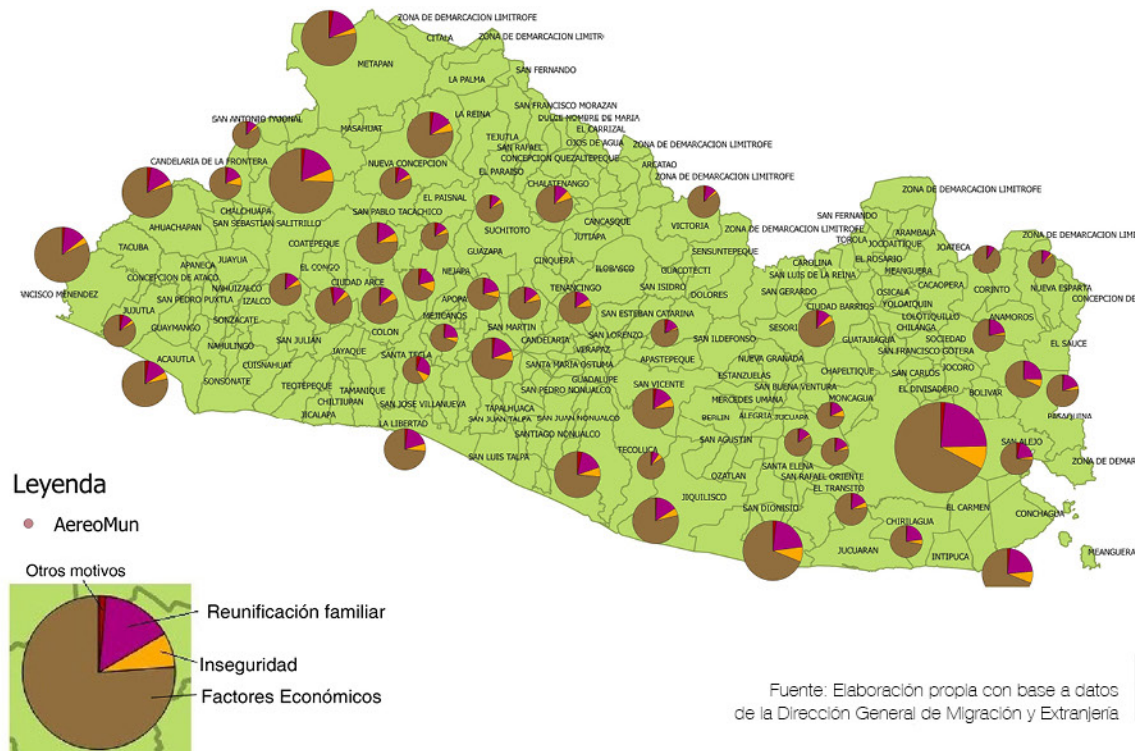 ZONA DE DEMARCACION LIMITROFE
CITALA
ZONA DE DEMARCACION LIMITR
METAPAN
SAN FERNANDO
LA PALMA
SAN FRANCISCO MORAZAN
LA REINA
DULCE NOMBRE DE MARIA
SAN ANTONIO PAJONAL
MASAHUAT
EL CARRIZAL
TEJUTLA
OJOS DE AGUA
ZONA DE DEMARCACION LIMITROFE
SAN RAFAEL
CONCEPCION QUEZALTEPEQUE
CANDELARIA DE LA FRONTERA
NUEVA CONCEPCION
ARCATAO
EL PARAISO
ZONA DE DEMARCACION LIMITROFE
CHALATENANGO
ZONA DE DEMARCACION LIMITROFE
EL PAISNAL
CHALCHUAPA
SAN PABLO TACACHICO
SAN SEBASTIAN SALITRILLO
SAN FERNANDO
CANCASQUE
VICTORIA
AHUACHAPAN
SUCHITOTO
ZONA DE DEMARCACION LIMITROFE
ARAMBALA
ZONA DE DEMARCACION LIMI
JUTIAPA
TOROLA
JOCOAITIQUE
TACUBA
COATEPEQUE
GUAZAPA
SENSUNTEPEQUE
JOATECA
JUAYUA
EL ROSARIO
APANECA
CINQUERA
CAROLINA
EL CONGO
NEJAPA
ILOBASCO
GUACOTECTI
SAN LUIS DE LA REINA
MEANGUERA
CONCEPCION DE ATACO
CIUDAD ARCE
CACAOPERA
NUEVA ESPARTA
NAHUIZALCO
TENANCINGO
SAN ISIDRO
SAN GERARDO
OSICALA
CORINTO
NCISCO MENENDEZ
SAN PEDRO PUXTLA
IZALCO
APOPA
DOLORES
CONCEPCION DE
CIUDAD BARRIOS
YOLOAIQUIN
JUJUTLA
MEJICANOS
SAN ESTEBAN CATARINA
LOLOTIQUILLO
ANAMOROS
SONZACATE
COLON
SAN MARTIN
SESORI
CHILANGA
GUAYMANGO
SAN LORENZO
SAN ILDEFONSO
GUATAJIAGUA
SOCIEDAD
SAN JULIAN
CANDELARIA
EL SAUCE
NAHULINGO
JAYAQUE
VERAPAZ
SAN FRANCISCO GOTERA
ACAJUTLA
SANTA TECLA
APASTEPEQUE
NUEVA GRANADA
CUISNAHUAT
SANTA MARIA OSTUMA
JOCORO
CHAPELTIQUE
SAN CARLOS
SONSONATE
TEOTEPEQUE
GUADALUPE
ESTANZUELAS
SAN VICENTE
SAN BUENA VENTURA
EL DIVISADERO
TAMANIQUE
SAN PEDRO NONUALCO
BOLIVAR
CHILTIUPAN
SAN JOSE VILLANUEVA
MERCEDES UMANA
MONCAGUA
JICALAPA
TAPALHUACA
BERLIN
ALEGRIA
JUCUAPA
PASAQUINA
SAN JUAN TALPA
SAN JUAN NONUALCO
LA LIBERTAD
SANTIAGO NONUALCO
SAN AGUSTIN
SAN ALEJO
TECOLUCA
SAN LUIS TALPA
SANTA ELENA
ZONA DE DEMAR
OZATLAN
SAN RAFAEL ORIENTE
EL TRANSITO
JIQUILISCO
SAN DIONISIO
EL CARMEN
CONCHAGUA
CHIRILAGUA
JUCUARAN
INTIPUCA
MEANGUERA
Leyenda
AereoMun
Otros motivos
Reunificación familiar
Inseguridad
Factores Económicos
Fuente: Elaboración propia con base a datos
de la Dirección General de Migración y Extranjería